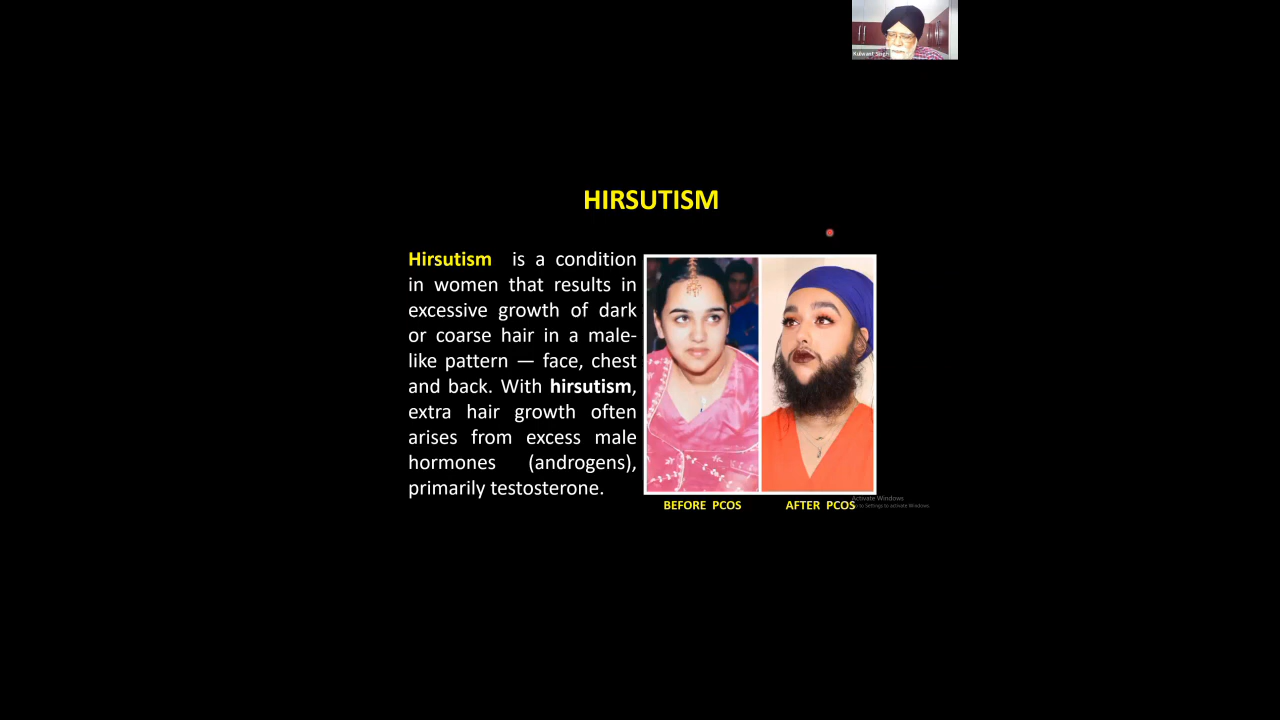 Kulwant Singh
HIRSUTISM
Hirsutism is a condition
in women that results in
excessive growth of dark
or coarse hair in a male-
like pattern — face, chest
and back. With hirsutism,
extra hair growth often
arises from excess male
hormones (androgens),
primarily testosterone.
BEFORE PCOS
AFTER PCOS
Activate Windows
to Settings to activate Windows.